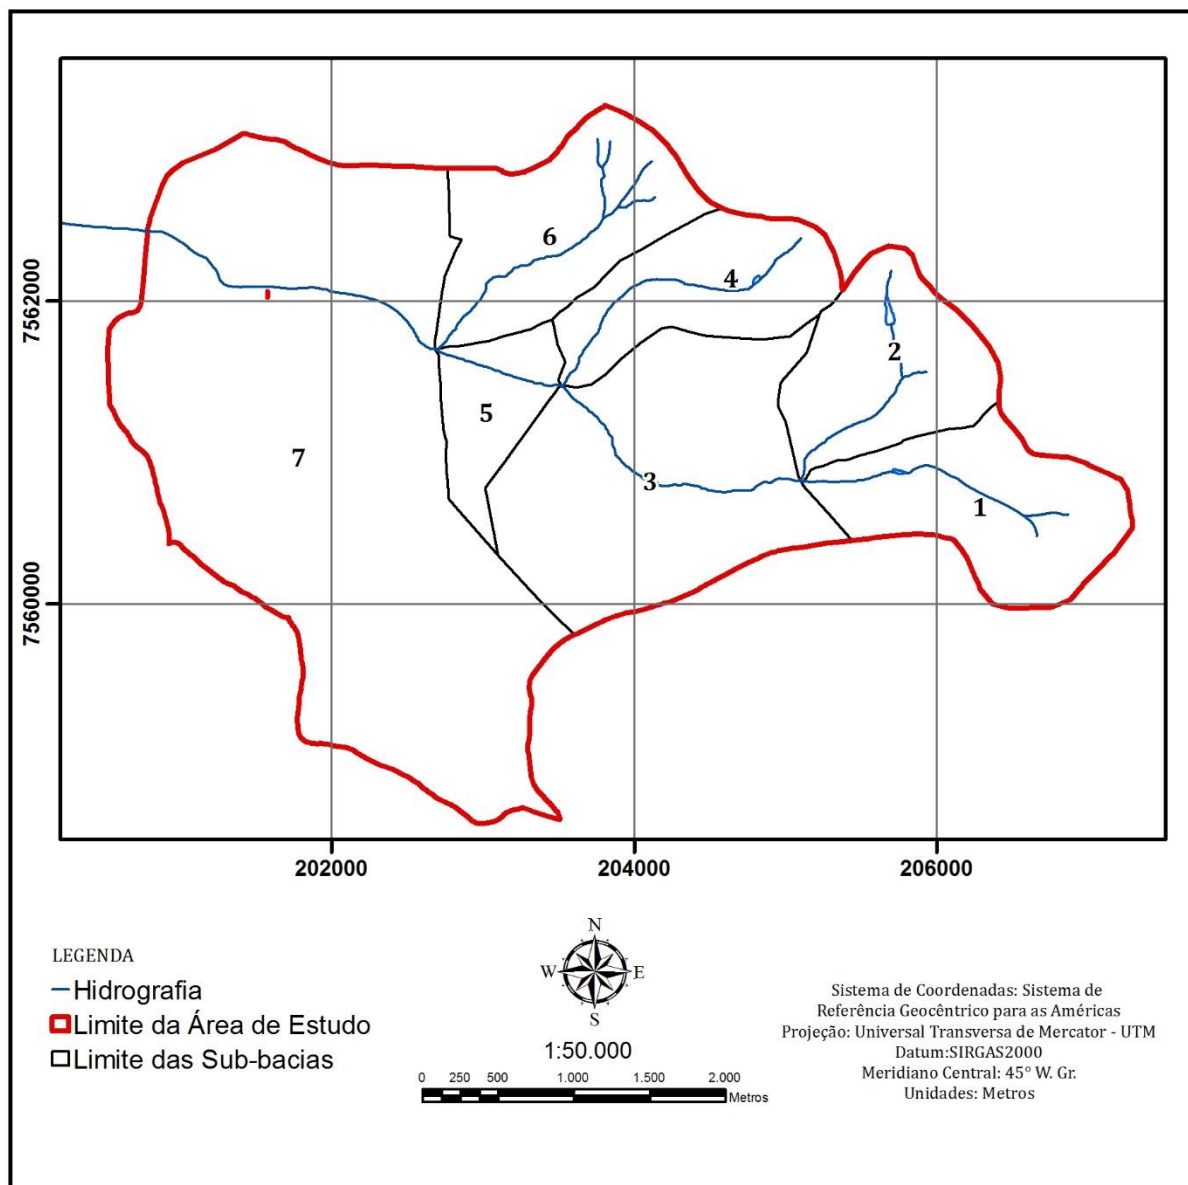 6
4
7562000
2
5
7
3
1
7560000
202000
204000
206000
LEGENDA
Hidrografia
Limite da Área de Estudo
Limite das Sub-bacias
N
W
E
S
1:50.000
0 250 500 1.000 1.500 2.000
Metros
Sistema de Coordenadas: Sistema de
Referência Geocêntrico para as Américas
Projeção: Universal Transversa de Mercator - UTM
Datum:SIRGAS2000
Meridiano Central: 45° W. Gr.
Unidades: Metros